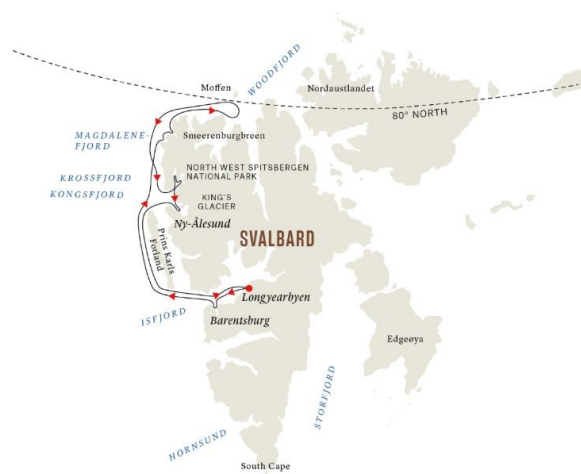 WOODFJORD
Moffen
Nordaustlandet
80° NORTH
MAGDALENE-
FJORD
Smeerenburgbreen
KROSSFJORD
NORTH WEST SPITSBERGEN
NATIONAL PARK
KONGSFJORD
KING'S
GLACIER
Ny-Ålesund
Prins Karls
Forland
SVALBARD
Longyearbyen
ISFJORD
Barentsburg
Edgeøya
STORFJORD
HORNSUND
South Cape